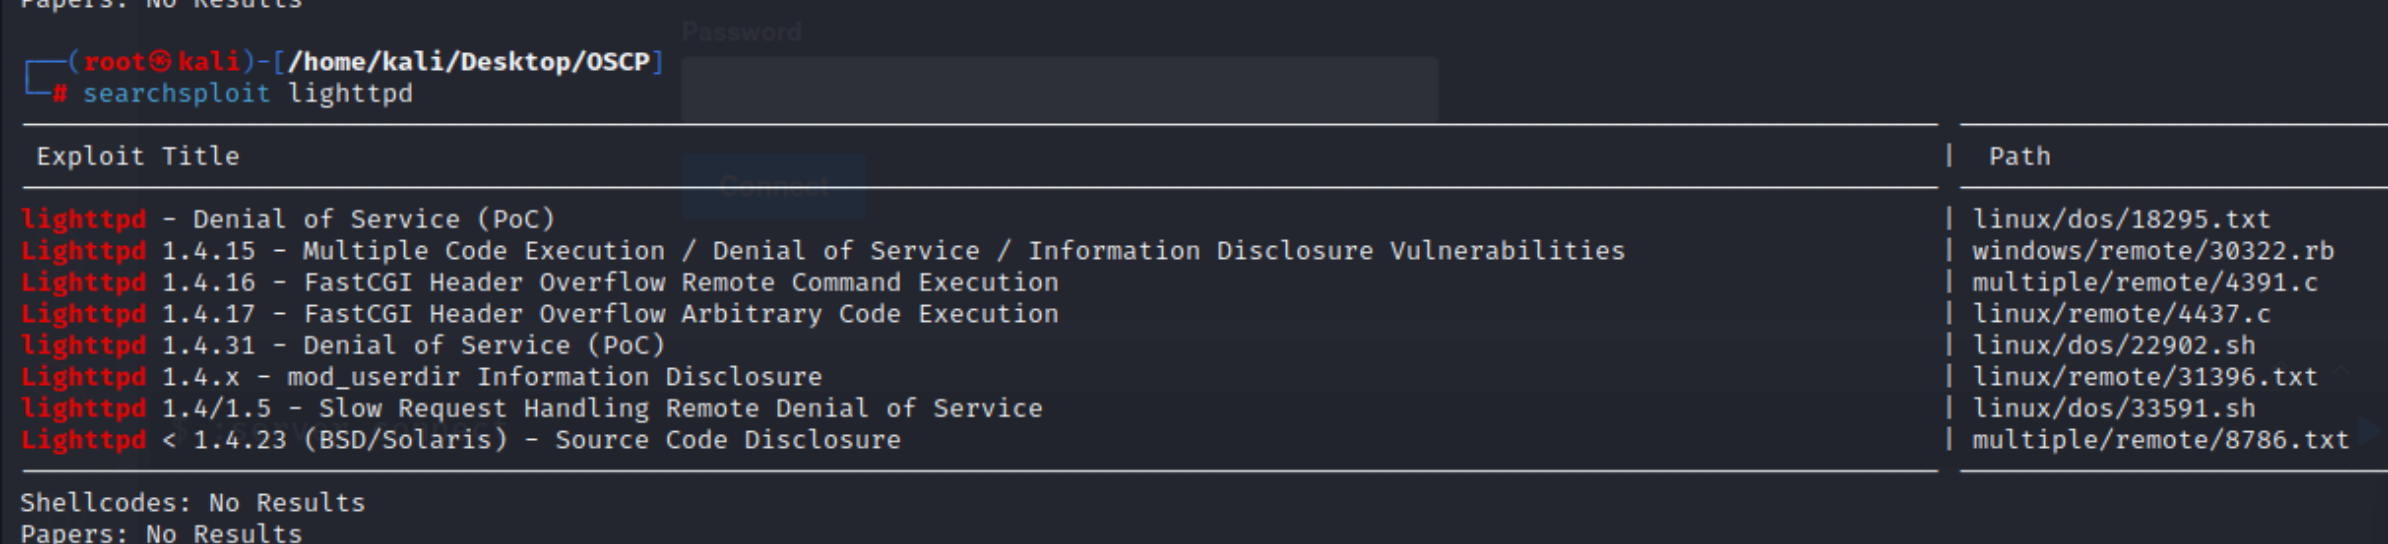 Papers: No Results
Password
┌──(root㉿kali)-[/home/kali/Desktop/OSCP]
└─# searchsploit lighttpd
Exploit Title | Path
Connect
lighttpd - Denial of Service (PoC) | linux/dos/18295.txt
Lighttpd 1.4.15 - Multiple Code Execution / Denial of Service / Information Disclosure Vulnerabilities | windows/remote/30322.rb
Lighttpd 1.4.16 - FastCGI Header Overflow Remote Command Execution | multiple/remote/4391.c
Lighttpd 1.4.17 - FastCGI Header Overflow Arbitrary Code Execution | linux/remote/4437.c
lighttpd 1.4.31 - Denial of Service (PoC) | linux/dos/22902.sh
Lighttpd 1.4.x - mod_userdir Information Disclosure | linux/remote/31396.txt
lighttpd 1.4/1.5 - Slow Request Handling Remote Denial of Service | linux/dos/33591.sh
Lighttpd < 1.4.23 (BSD/Solaris) - Source Code Disclosure | multiple/remote/8786.txt
Shellcodes: No Results
Papers: No Results